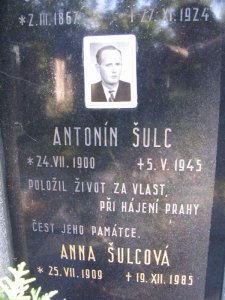 *2.III.1867 +27.XI.1924
ANTONÍN ŠULC
*24.VII.1900 +5.V.1945
POLOŽIL ŽIVOT ZA VLAST,
PŘI HÁJENÍ PRAHY
ČEST JEHO PAMÁTCE.
ANNA ŠULCOVÁ
*25.VII.1909 +19.XII.1985